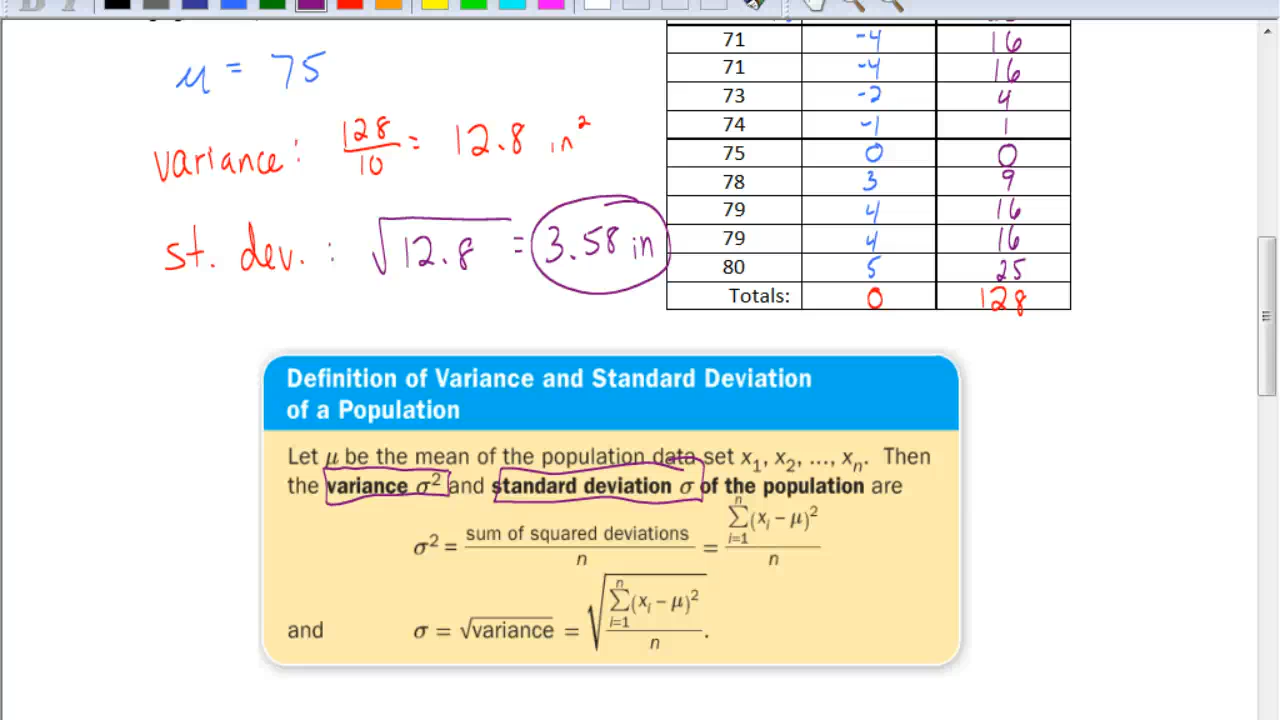 μ = 75
variance: 128/10 = 12.8 in²
st. dev. : √12.8 = 3.58 in
71 -4 16
71 -4 16
73 -2 4
74 -1 1
75 0 0
78 3 9
79 4 16
79 4 16
80 5 25
Totals: 0 128
Definition of Variance and Standard Deviation
of a Population
Let μ be the mean of the population data set x₁, x₂, ..., xₙ. Then
the variance σ² and standard deviation σ of the population are
σ² = sum of squared deviations / n = ∑ᵢ₌₁ⁿ(xᵢ − μ)² / n
and σ = √variance = √(∑ᵢ₌₁ⁿ(xᵢ − μ)² / n).